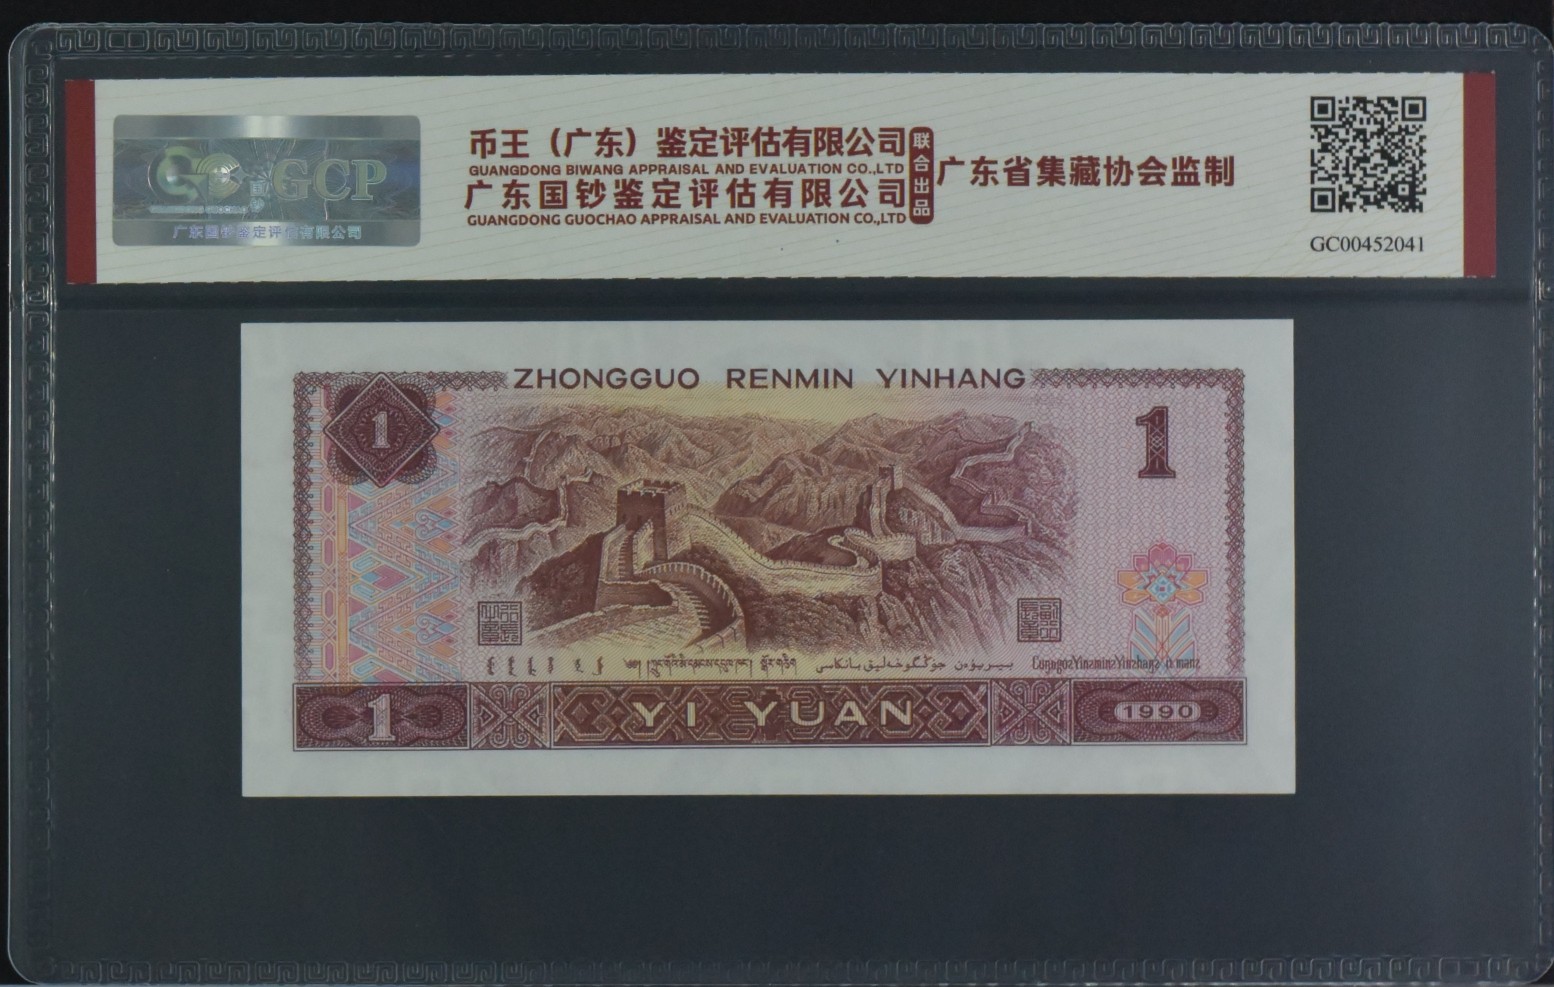 GCP
广东国钞鉴定评估有限公司
币王（广东）鉴定评估有限公司
GUANGDONG BIWANG APPRAISAL AND EVALUATION CO.,LTD
广东国钞鉴定评估有限公司
GUANGDONG GUOCHAO APPRAISAL AND EVALUATION CO.,LTD
联合出品
广东省集藏协会监制
GC00452041
ZHONGGUO RENMIN YINHANG
1
1
1
YI YUAN
1990